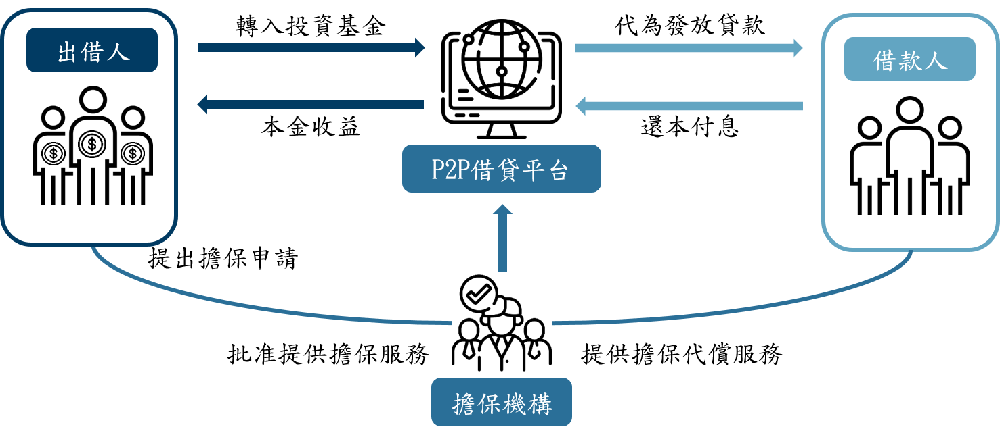 轉入投資基金
代為發放貸款
出借人
借款人
本金收益
還本付息
P2P借貸平台
提出擔保申請
批准提供擔保服務
提供擔保代償服務
擔保機構